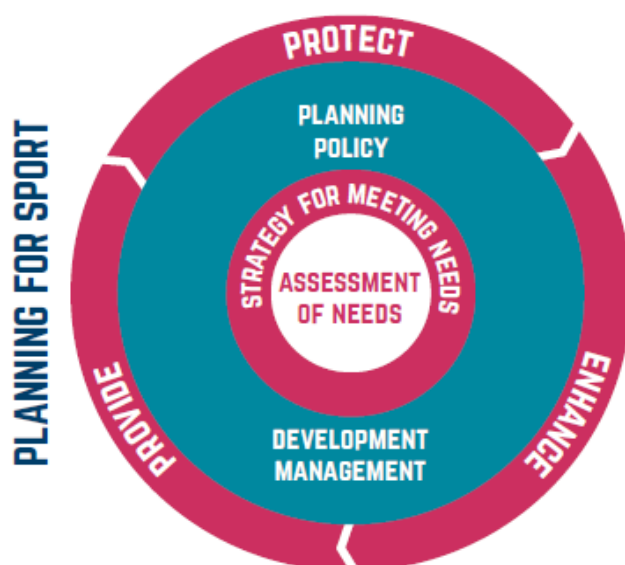 PLANNING FOR SPORT
PROTECT
PLANNING
POLICY
STRATEGY FOR MEETING NEEDS
ASSESSMENT
OF NEEDS
DEVELOPMENT
MANAGEMENT
PROVIDE
ENHANCE